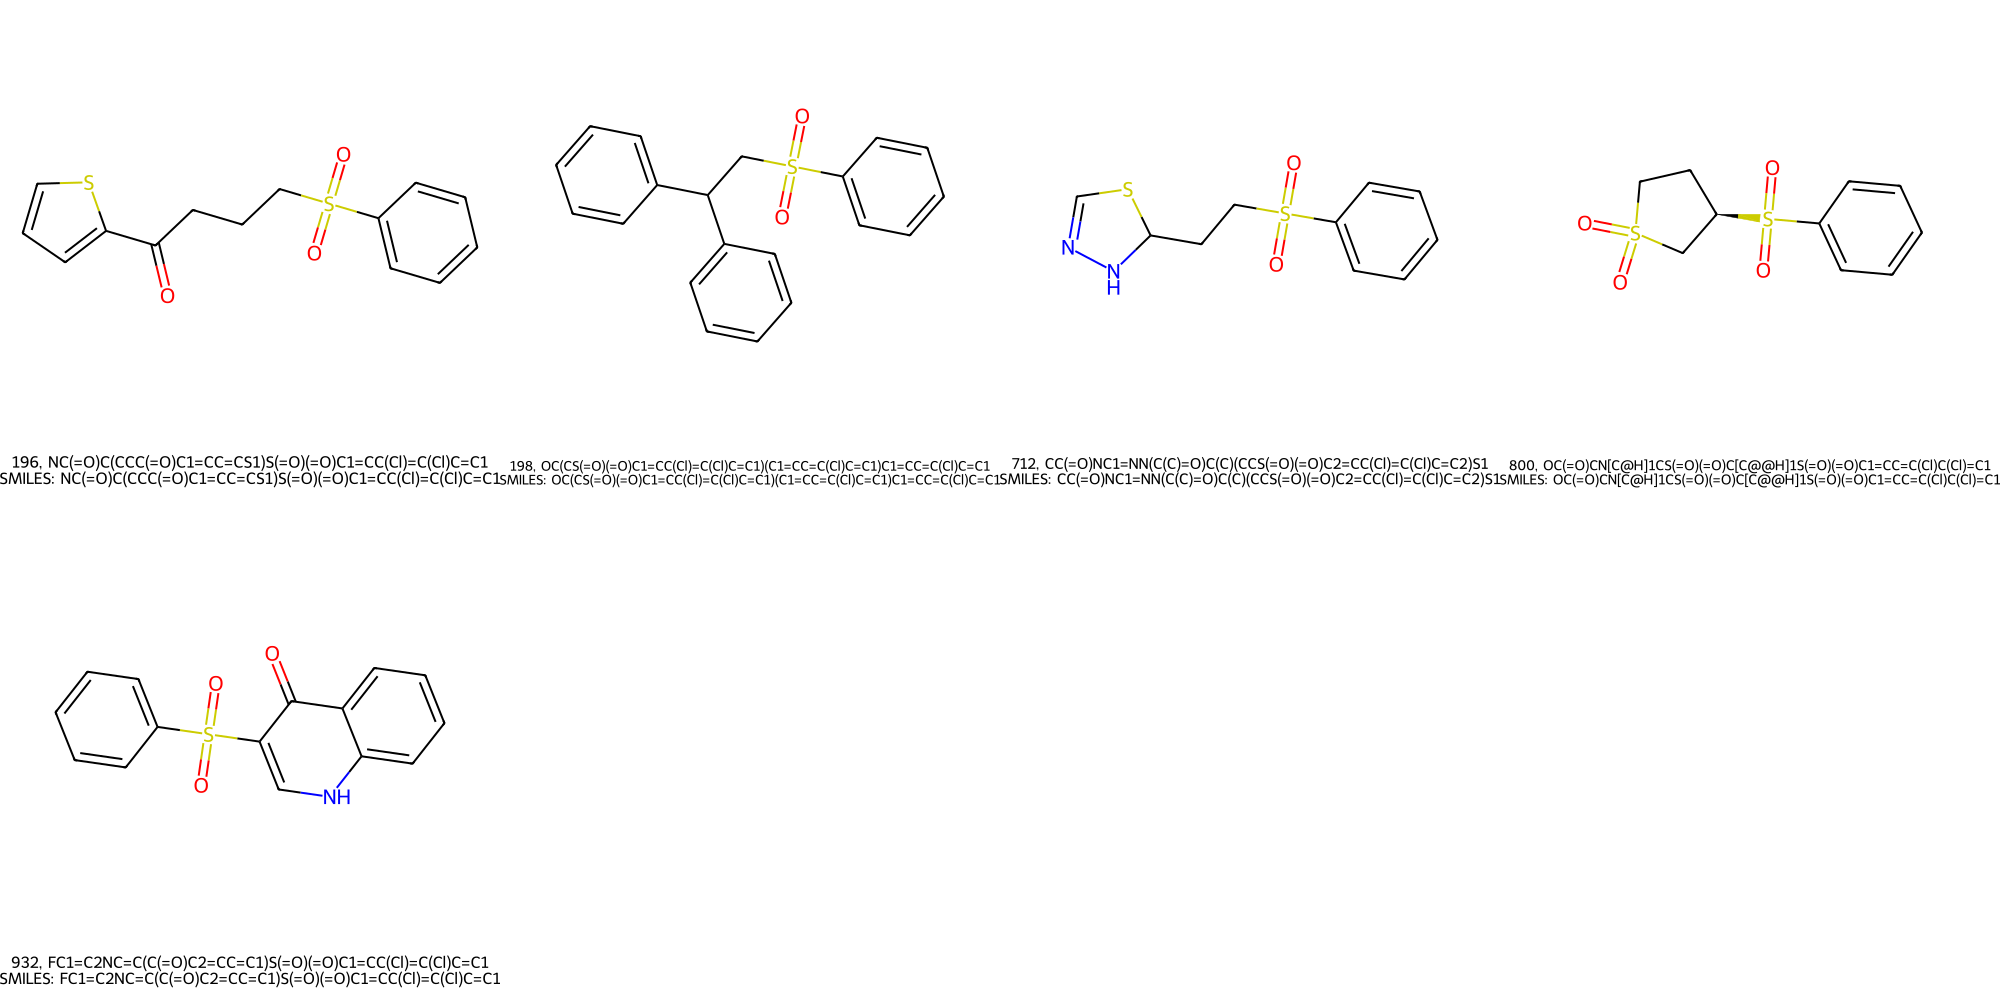 O
S
S
O
O
O
S
O
S
N
N
H
O
S
O
O
S
O
O
S
O
196, NC(=O)C(CCC(=O)C1=CC=CS1)S(=O)(=O)C1=CC(Cl)=C(Cl)C=C1
SMILES: NC(=O)C(CCC(=O)C1=CC=CS1)S(=O)(=O)C1=CC(Cl)=C(Cl)C=C1
198, OC(CS(=O)(=O)C1=CC(Cl)=C(Cl)C=C1)(C1=CC=C(Cl)C=C1)C1=CC=C(Cl)C=C1
SMILES: OC(CS(=O)(=O)C1=CC(Cl)=C(Cl)C=C1)(C1=CC=C(Cl)C=C1)C1=CC=C(Cl)C=C1
712, CC(=O)NC1=NN(C(C)=O)C(C)(CCS(=O)(=O)C2=CC(Cl)=C(Cl)C=C2)S1
SMILES: CC(=O)NC1=NN(C(C)=O)C(C)(CCS(=O)(=O)C2=CC(Cl)=C(Cl)C=C2)S1
800, OC(=O)CN[C@H]1CS(=O)(=O)C[C@@H]1S(=O)(=O)C1=CC=C(Cl)C(Cl)=C1
SMILES: OC(=O)CN[C@H]1CS(=O)(=O)C[C@@H]1S(=O)(=O)C1=CC=C(Cl)C(Cl)=C1
O
O
S
O
NH
932, FC1=C2NC=C(C(=O)C2=CC=C1)S(=O)(=O)C1=CC(Cl)=C(Cl)C=C1
SMILES: FC1=C2NC=C(C(=O)C2=CC=C1)S(=O)(=O)C1=CC(Cl)=C(Cl)C=C1